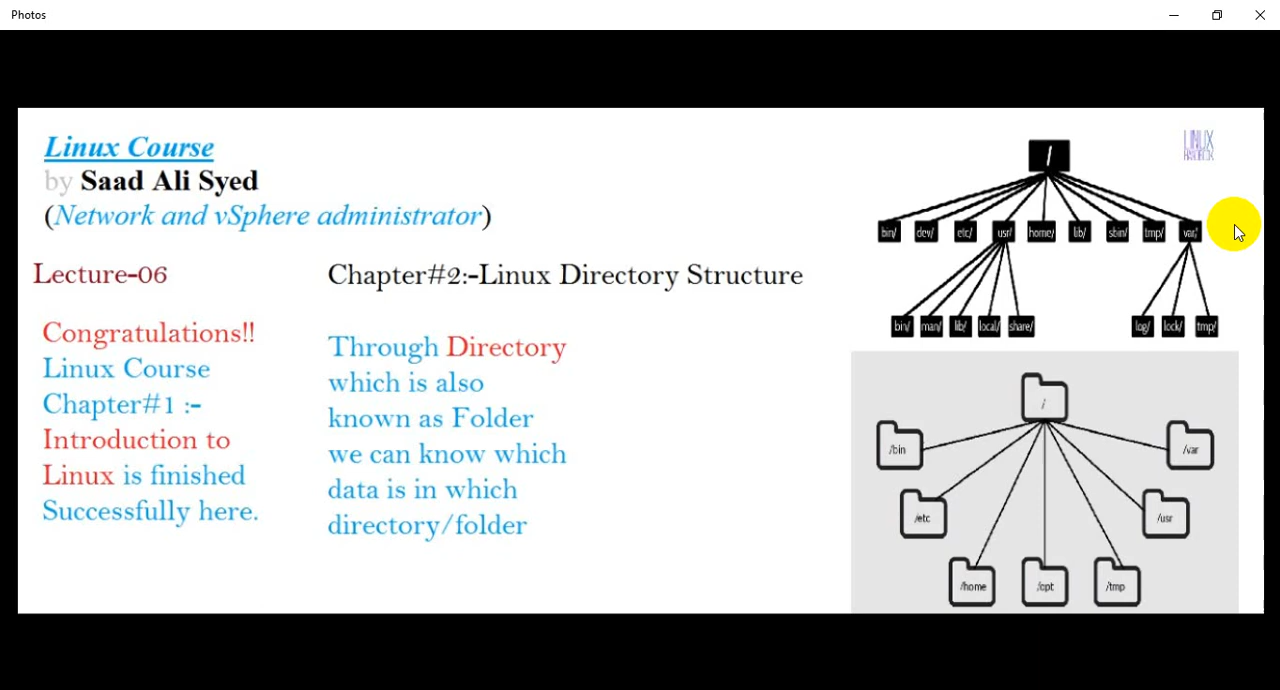 Photos
Linux Course
by Saad Ali Syed
(Network and vSphere administrator)
Lecture-06
Congratulations!!
Linux Course
Chapter#1 :-
Introduction to
Linux is finished
Successfully here.
Chapter#2:-Linux Directory Structure
Through Directory
which is also
known as Folder
we can know which
data is in which
directory/folder
LINUX
HANDBOOK
/
bin/ dev/ etc/ usr/ home/ lib/ sbin/ tmp/ var/
bin/ man/ lib/ local/ share/ log/ lock/ tmp/
/
/bin /var
/etc /usr
/home /opt /tmp